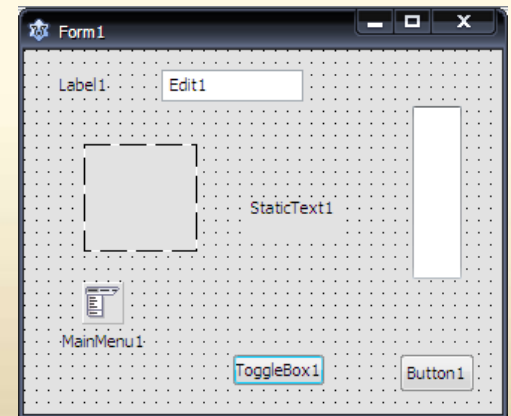 Form1
Label1
Edit1
StaticText1
MainMenu1
ToggleBox1
Button1